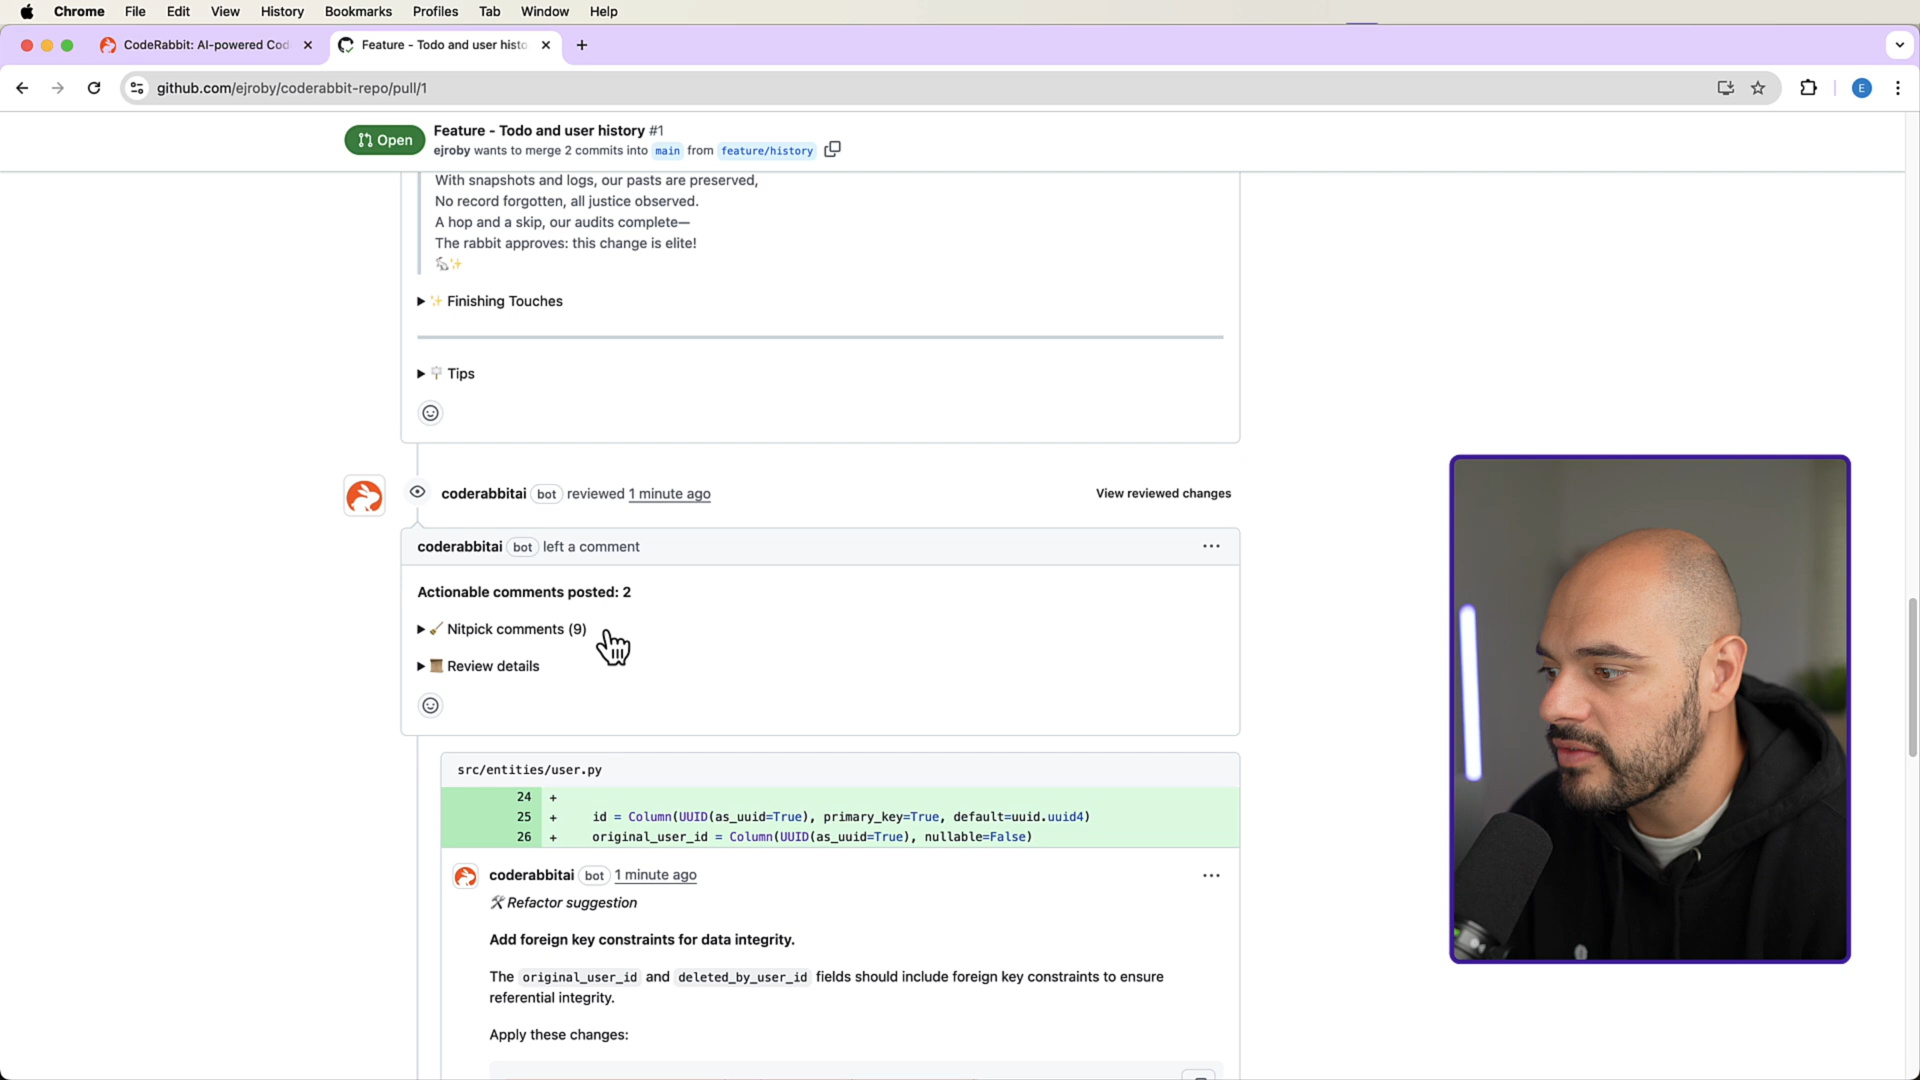 Chrome File Edit View History Bookmarks Profiles Tab Window Help
CodeRabbit: AI-powered Cod
Feature - Todo and user histo
github.com/ejroby/coderabbit-repo/pull/1
E
Open
Feature - Todo and user history #1
ejroby wants to merge 2 commits into main from feature/history
With snapshots and logs, our pasts are preserved,
No record forgotten, all justice observed.
A hop and a skip, our audits complete—
The rabbit approves: this change is elite!
Finishing Touches
Tips
coderabbitai bot reviewed 1 minute ago
View reviewed changes
coderabbitai bot left a comment
Actionable comments posted: 2
Nitpick comments (9)
Review details
src/entities/user.py
24 +
25 + id = Column(UUID(as_uuid=True), primary_key=True, default=uuid.uuid4)
26 + original_user_id = Column(UUID(as_uuid=True), nullable=False)
coderabbitai bot 1 minute ago
Refactor suggestion
Add foreign key constraints for data integrity.
The original_user_id and deleted_by_user_id fields should include foreign key constraints to ensure
referential integrity.
Apply these changes: